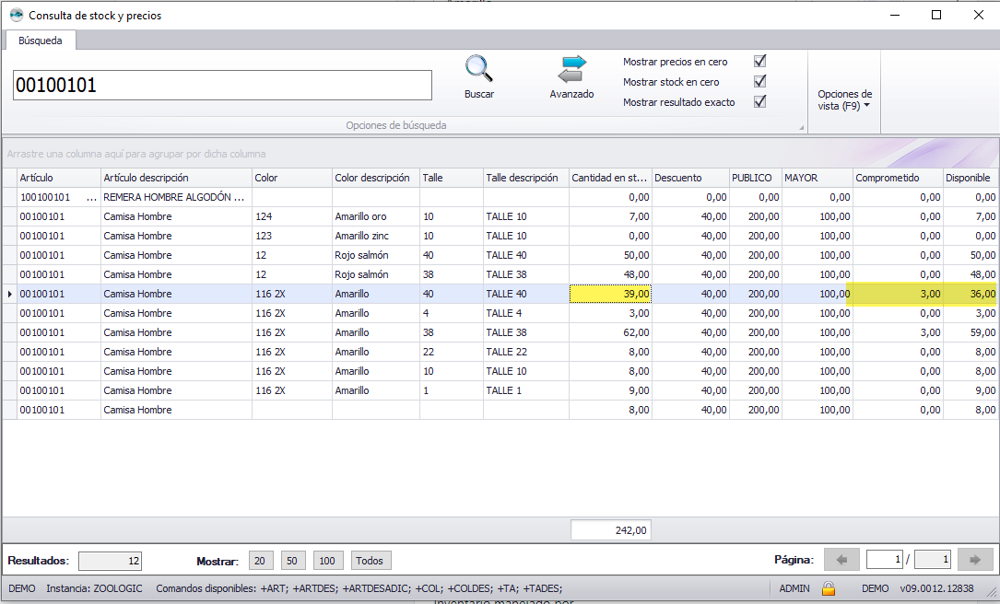 Consulta de stock y precios
Búsqueda
00100101
Buscar
Avanzado
Mostrar precios en cero
Mostrar stock en cero
Mostrar resultado exacto
Opciones de vista (F9)
Opciones de búsqueda
Arrastre una columna aquí para agrupar por dicha columna
Artículo Artículo descripción Color Color descripción Talle Talle descripción Cantidad en st... Descuento PUBLICO MAYOR Comprometido Disponible
100100101 ... REMERA HOMBRE ALGODÓN ... 0,00 0,00 0,00 0,00 0,00 0,00
00100101 Camisa Hombre 124 Amarillo oro 10 TALLE 10 7,00 40,00 200,00 100,00 0,00 7,00
00100101 Camisa Hombre 123 Amarillo zinc 10 TALLE 10 0,00 40,00 200,00 100,00 0,00 0,00
00100101 Camisa Hombre 12 Rojo salmón 40 TALLE 40 50,00 40,00 200,00 100,00 0,00 50,00
00100101 Camisa Hombre 12 Rojo salmón 38 TALLE 38 48,00 40,00 200,00 100,00 0,00 48,00
00100101 Camisa Hombre 116 2X Amarillo 40 TALLE 40 39,00 40,00 200,00 100,00 3,00 36,00
00100101 Camisa Hombre 116 2X Amarillo 4 TALLE 4 3,00 40,00 200,00 100,00 0,00 3,00
00100101 Camisa Hombre 116 2X Amarillo 38 TALLE 38 62,00 40,00 200,00 100,00 3,00 59,00
00100101 Camisa Hombre 116 2X Amarillo 22 TALLE 22 8,00 40,00 200,00 100,00 0,00 8,00
00100101 Camisa Hombre 116 2X Amarillo 10 TALLE 10 8,00 40,00 200,00 100,00 0,00 8,00
00100101 Camisa Hombre 116 2X Amarillo 1 TALLE 1 9,00 40,00 200,00 100,00 0,00 9,00
00100101 Camisa Hombre 8,00 40,00 200,00 100,00 0,00 8,00
242,00
Resultados: 12 Mostrar: 20 50 100 Todos Página: 1 / 1
DEMO Instancia: ZOOLOGIC Comandos disponibles: +ART; +ARTDES; +ARTDESADIC; +COL; +COLDES; +TA; +TADES; ADMIN DEMO v09.0012.12838